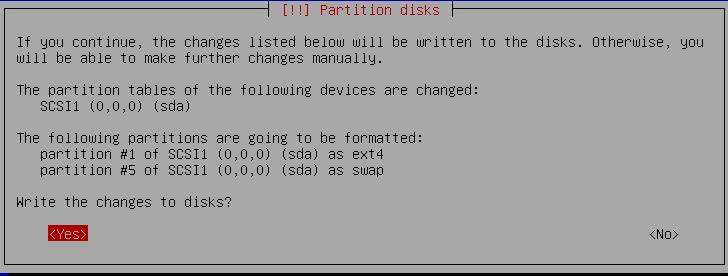 [!!] Partition disks
If you continue, the changes listed below will be written to the disks. Otherwise, you
will be able to make further changes manually.
The partition tables of the following devices are changed:
SCSI1 (0,0,0) (sda)
The following partitions are going to be formatted:
partition #1 of SCSI1 (0,0,0) (sda) as ext4
partition #5 of SCSI1 (0,0,0) (sda) as swap
Write the changes to disks?
<Yes> <No>